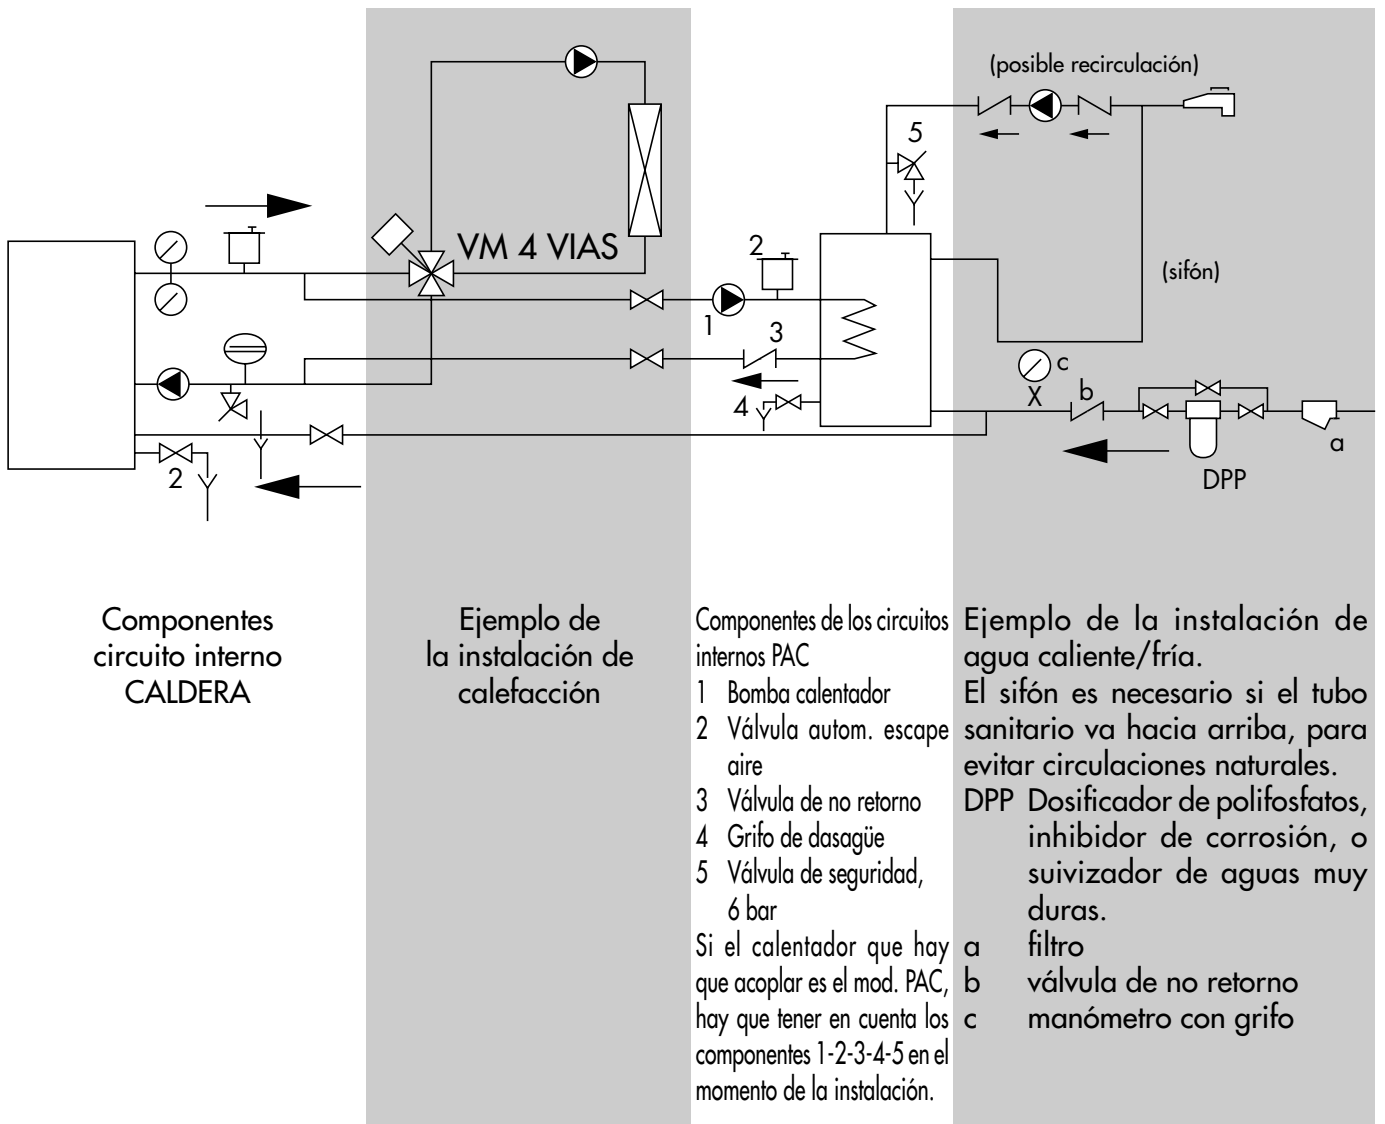 (posible recirculación)
5
VM 4 VIAS
2
(sifón)
1
3
c
X
b
4
a
2
DPP
Componentes
circuito interno
CALDERA
Ejemplo de
la instalación de
calefacción
Componentes de los circuitos
internos PAC
1 Bomba calentador
2 Válvula autom. escape
aire
3 Válvula de no retorno
4 Grifo de dasagüe
5 Válvula de seguridad,
6 bar
Si el calentador que hay
que acoplar es el mod. PAC,
hay que tener en cuenta los
componentes 1-2-3-4-5 en el
momento de la instalación.
Ejemplo de la instalación de
agua caliente/fría.
El sifón es necesario si el tubo
sanitario va hacia arriba, para
evitar circulaciones naturales.
DPP Dosificador de polifosfatos,
inhibidor de corrosión, o
suivizador de aguas muy
duras.
a filtro
b válvula de no retorno
c manómetro con grifo